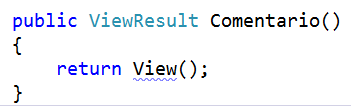 public ViewResult Comentario()
{
    return View();
}